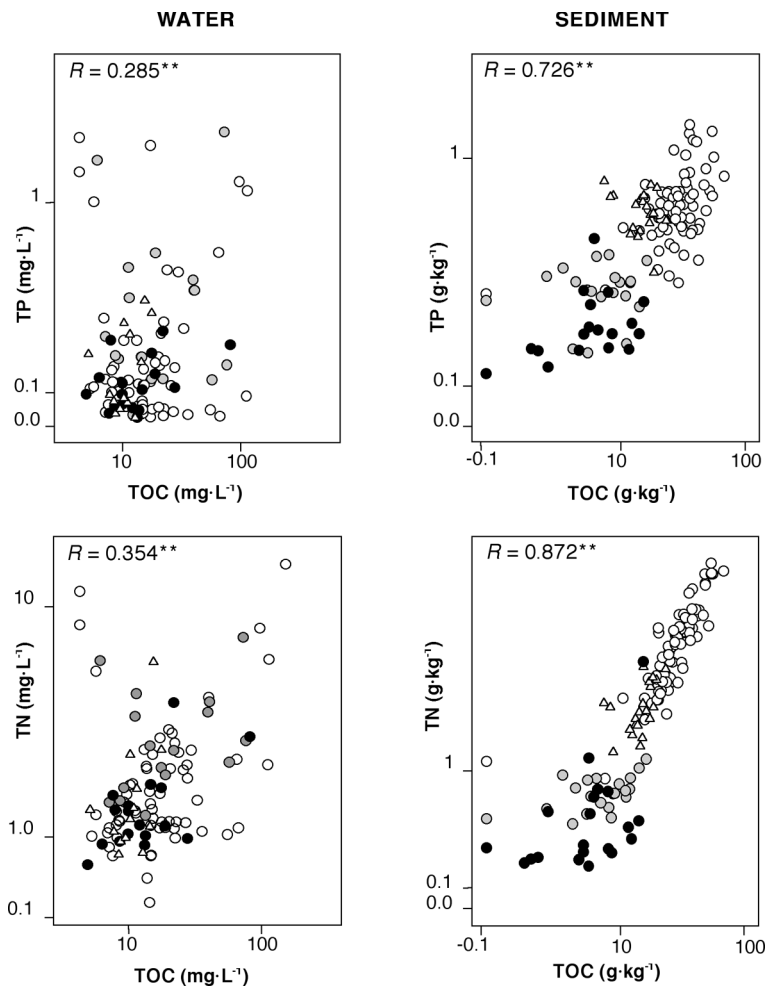 WATER
SEDIMENT
R = 0.285**
1
0.1
0.0
TP (mg·L⁻¹)
10
100
TOC (mg·L⁻¹)
R = 0.726**
1
0.1
0.0
TP (g·kg⁻¹)
-0.1
10
100
TOC (g·kg⁻¹)
R = 0.354**
10
1.0
0.1
TN (mg·L⁻¹)
10
100
TOC (mg·L⁻¹)
R = 0.872**
1
0.1
0.0
TN (g·kg⁻¹)
-0.1
10
100
TOC (g·kg⁻¹)